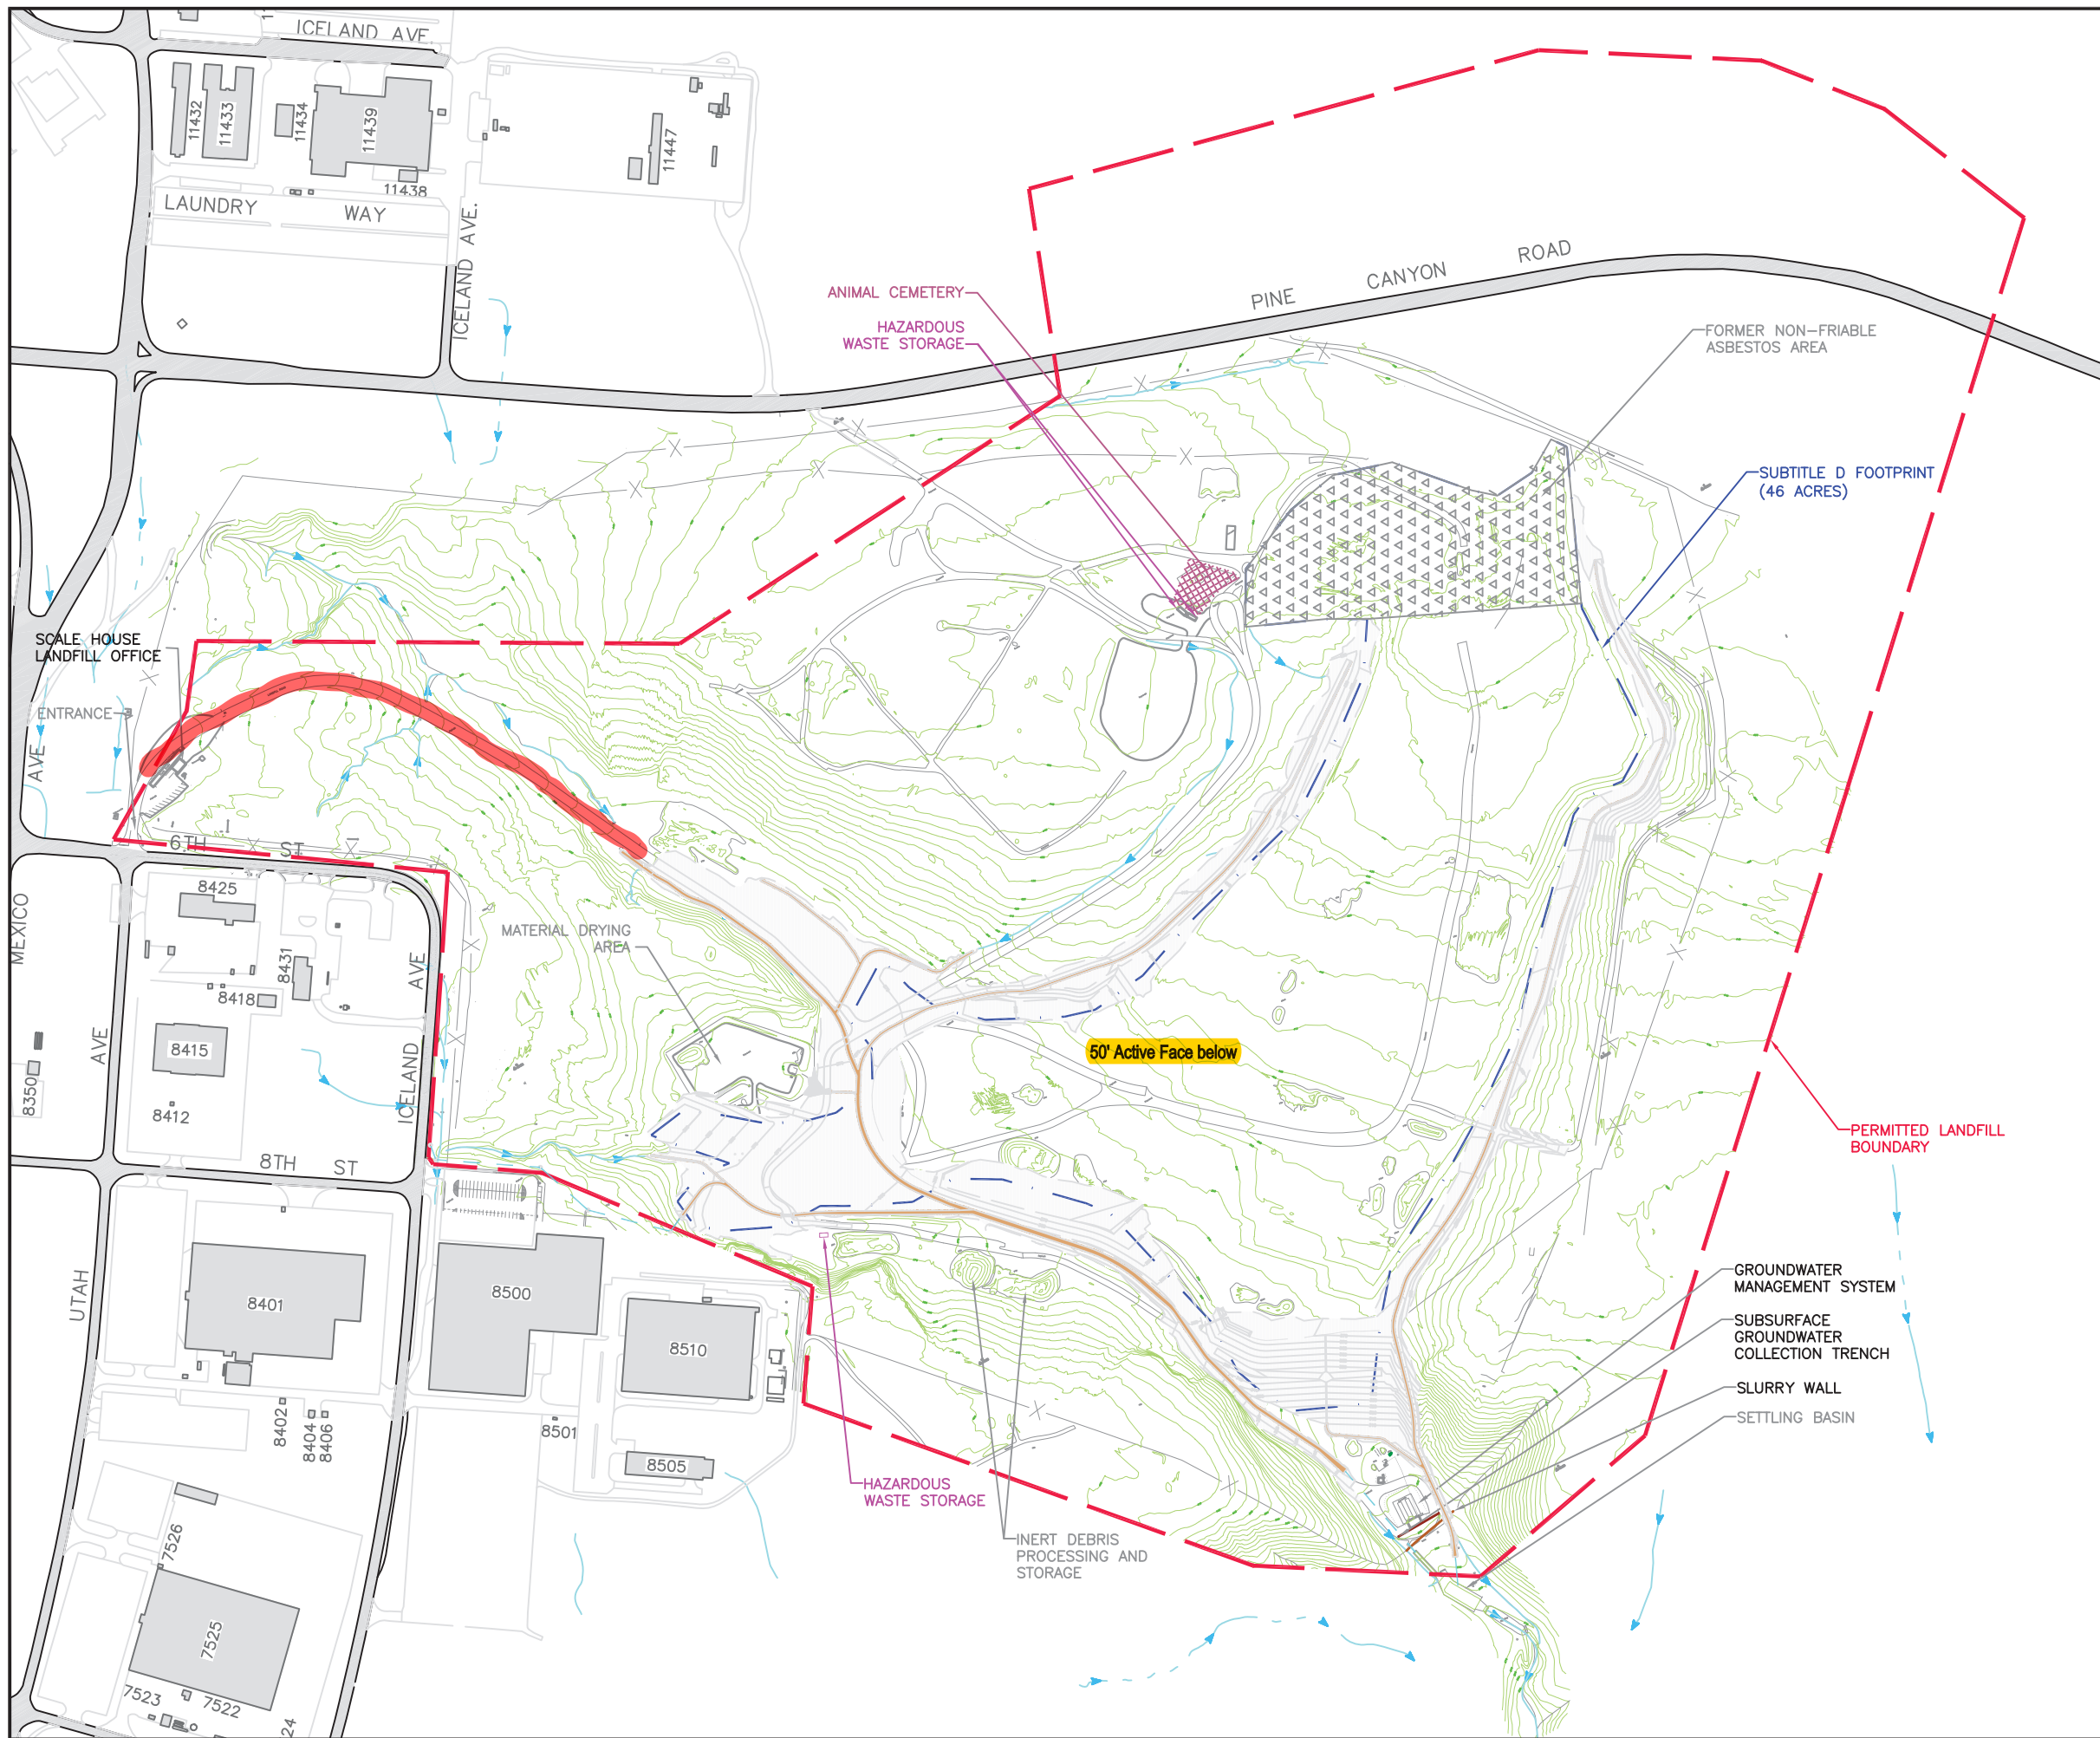 ICELAND AVE.
11432
11433
11434
11439
11438
11447
LAUNDRY WAY
ICELAND AVE.
PINE CANYON ROAD
ANIMAL CEMETERY
HAZARDOUS
WASTE STORAGE
FORMER NON-FRIABLE
ASBESTOS AREA
SUBTITLE D FOOTPRINT
(46 ACRES)
SCALE HOUSE
LANDFILL OFFICE
ENTRANCE
AVE
6TH ST
MEXICO
8425
8431
8418
8415
8412
8350
AVE
ICELAND AVE
MATERIAL DRYING
AREA
50' Active Face below
PERMITTED LANDFILL
BOUNDARY
8TH ST
UTAH
8401
8500
8510
8402
8404
8406
8501
8505
GROUNDWATER
MANAGEMENT SYSTEM
SUBSURFACE
GROUNDWATER
COLLECTION TRENCH
SLURRY WALL
SETTLING BASIN
HAZARDOUS
WASTE STORAGE
INERT DEBRIS
PROCESSING AND
STORAGE
7526
7525
7523
7522
24